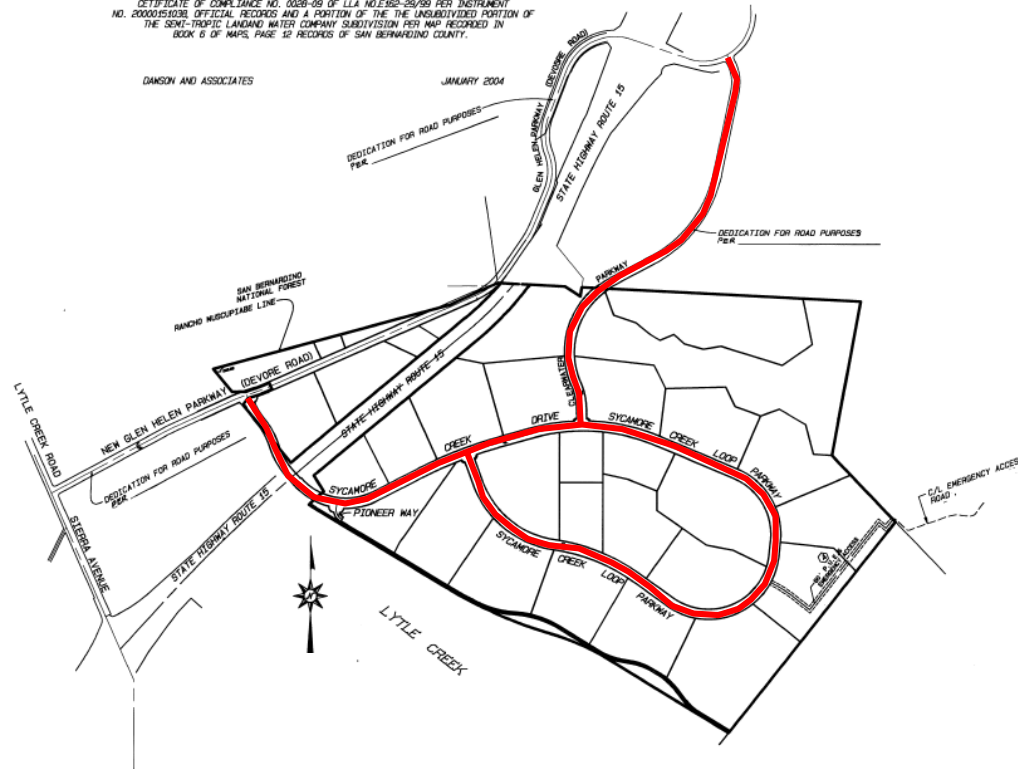 CETIFICATE OF COMPLIANCE NO. 0026-09 OF LLA NO.E162-29/99 PER INSTRUMENT
NO. 20000151038, OFFICIAL RECORDS AND A PORTION OF THE THE UNSUBDIVIDED PORTION OF
THE SEMI-TROPIC LANDAND WATER COMPANY SUBDIVISION PER MAP RECORDED IN
BOOK 6 OF MAPS, PAGE 12 RECORDS OF SAN BERNARDINO COUNTY.
DAWSON AND ASSOCIATES
JANUARY 2004
DEDICATION FOR ROAD PURPOSES
PER
GLEN HELEN PARKWAY (DEVORE ROAD)
STATE HIGHWAY ROUTE 15
DEDICATION FOR ROAD PURPOSES
PER
PARKWAY
CLEARWATER
SAN BERNARDINO
NATIONAL FOREST
RANCHO MUSCUPIABE LINE
NEW GLEN HELEN PARKWAY (DEVORE ROAD)
LYTLE CREEK ROAD
STATE HIGHWAY ROUTE 15
DEDICATION FOR ROAD PURPOSES
PER
STATE HIGHWAY ROUTE 15
SIERRA AVENUE
SYCAMORE CREEK DRIVE
SYCAMORE CREEK LOOP PARKWAY
PIONEER WAY
SYCAMORE CREEK LOOP PARKWAY
C/L EMERGENCY ACCES
ROAD.
EMERGENCY ACCESS
N
LYTLE CREEK